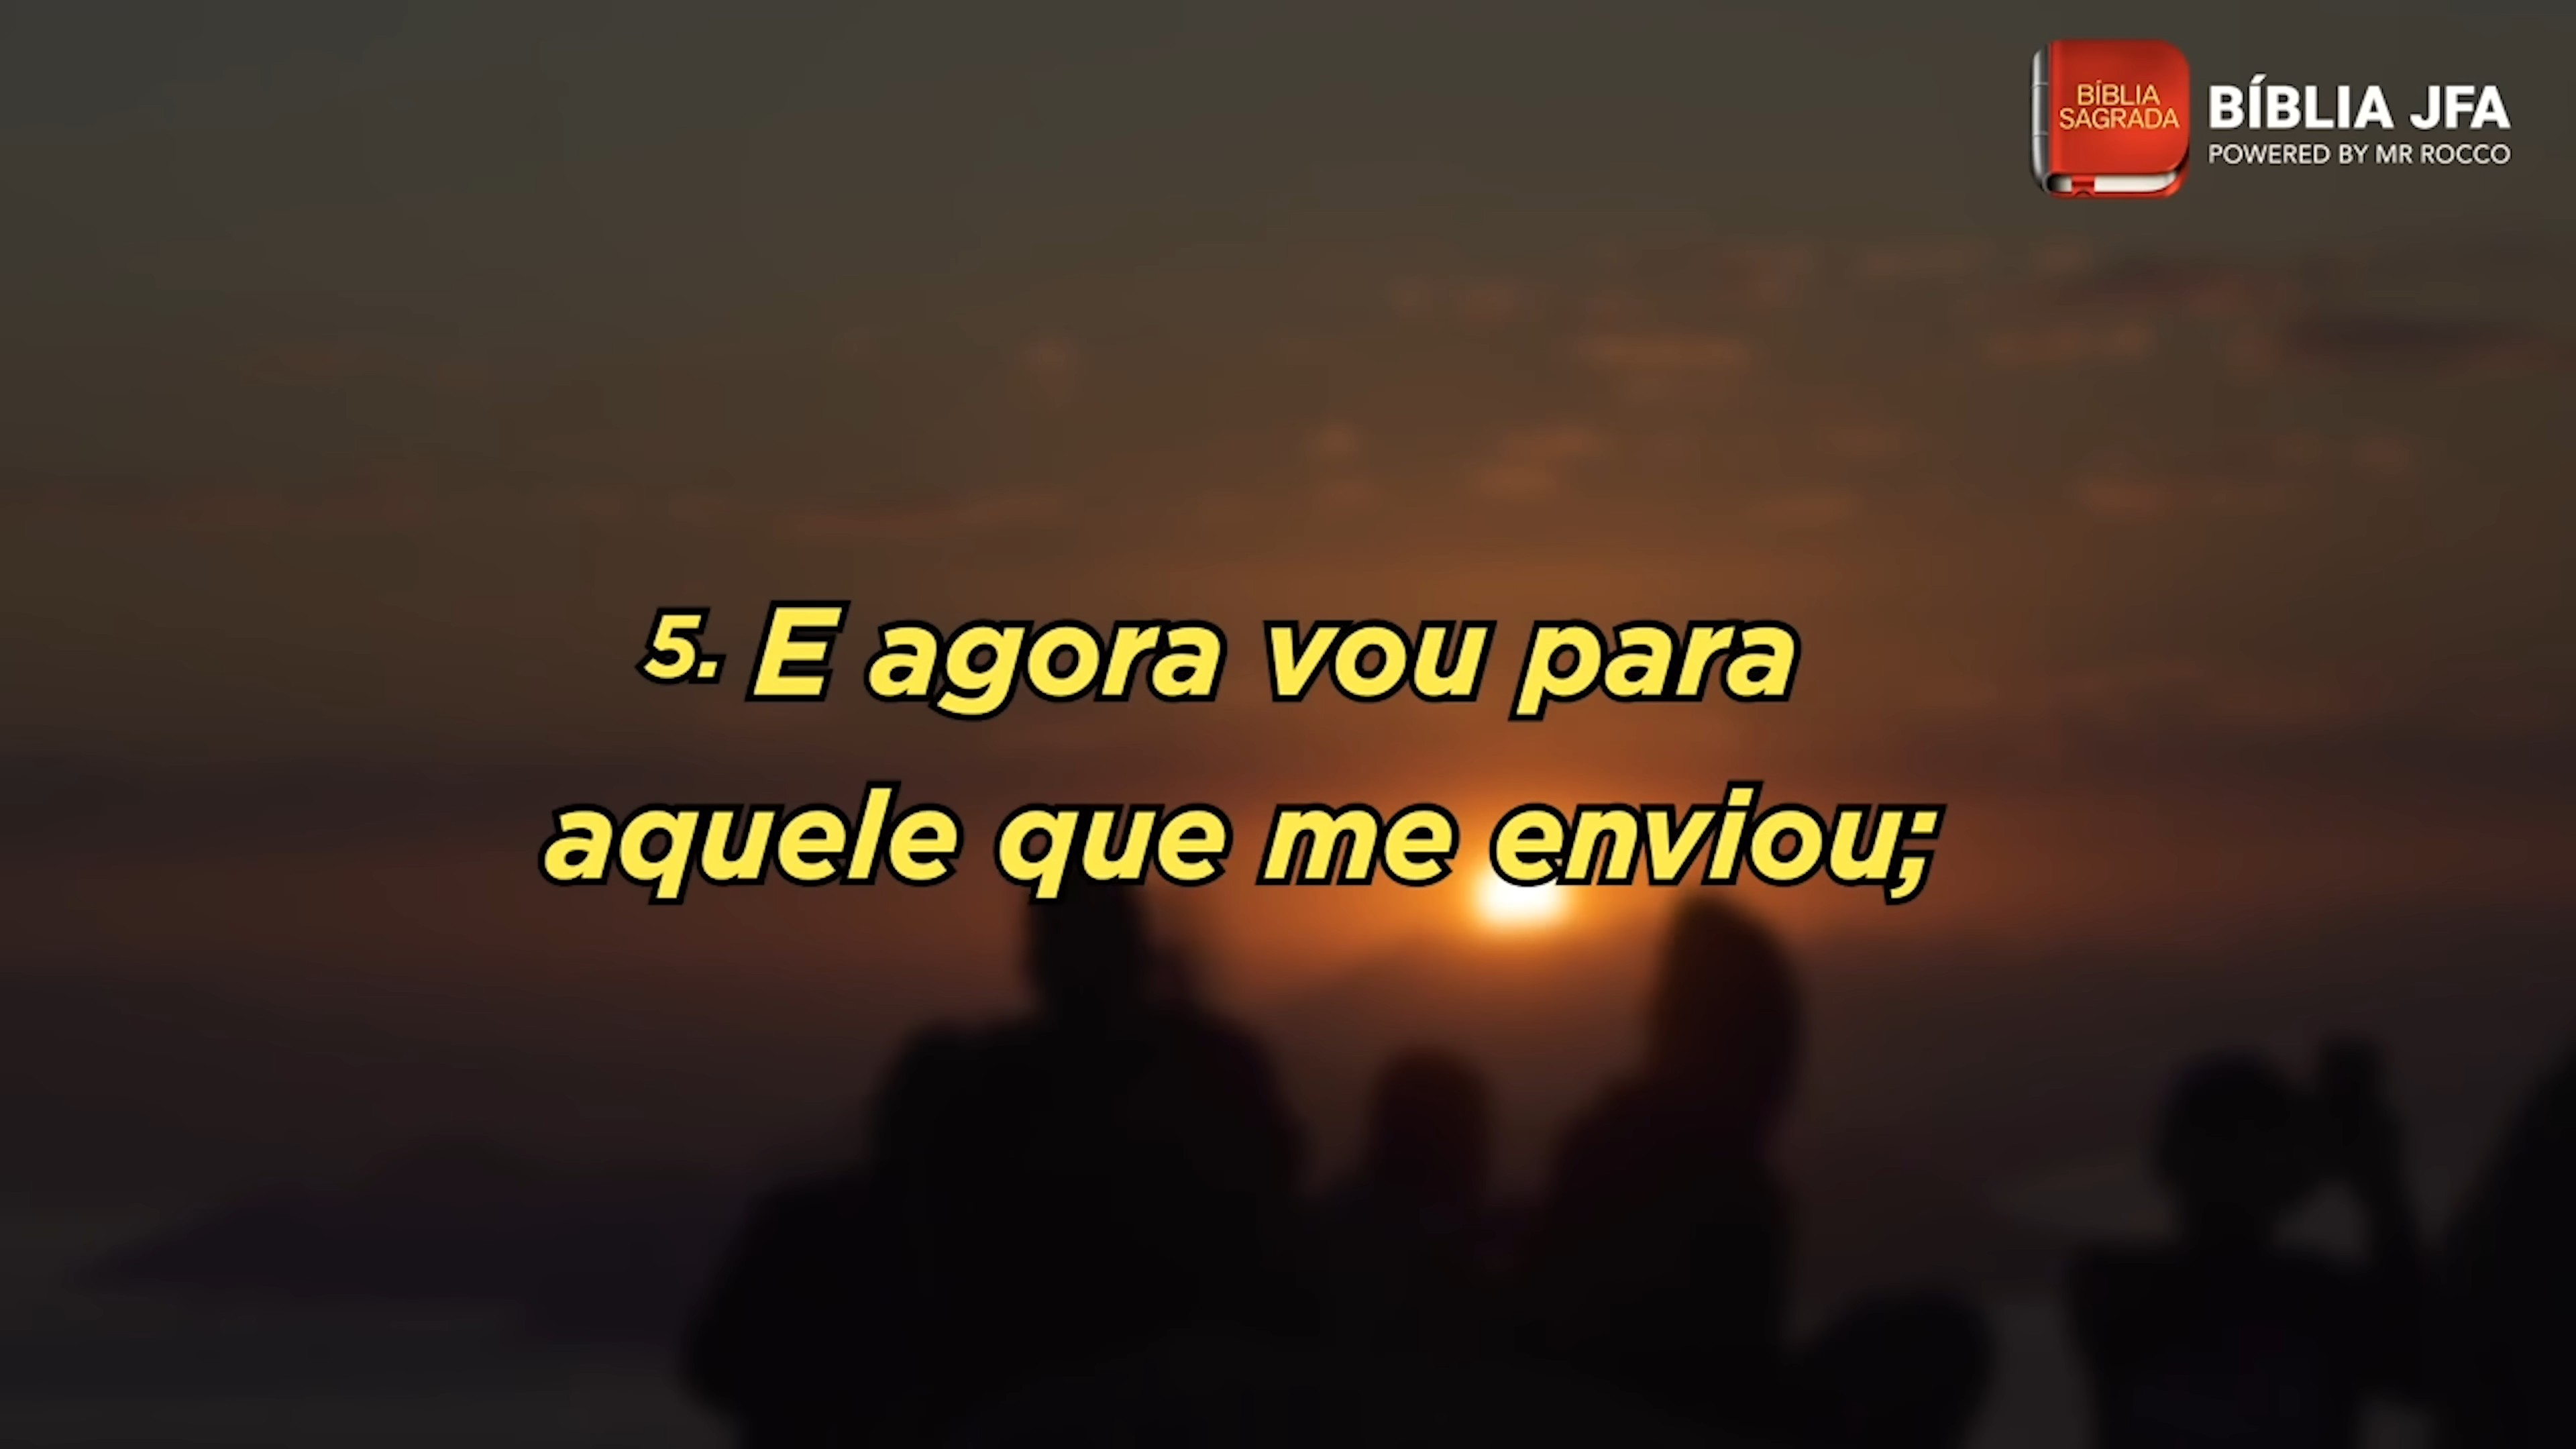 BÍBLIA
SAGRADA
BÍBLIA JFA
POWERED BY MR ROCCO
5. E agora vou para
aquele que me enviou;